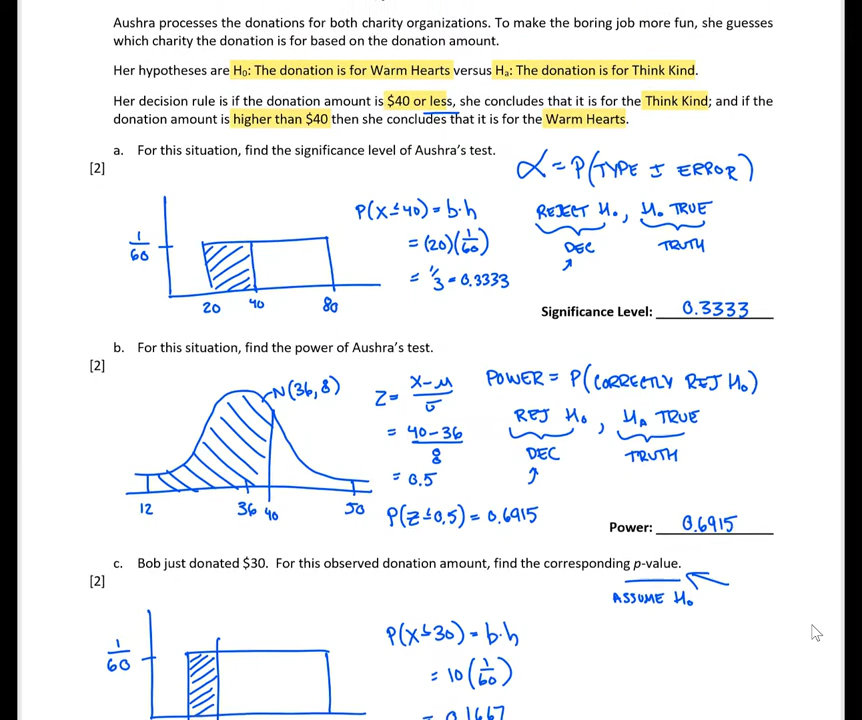 Aushra processes the donations for both charity organizations. To make the boring job more fun, she guesses
which charity the donation is for based on the donation amount.
Her hypotheses are H₀: The donation is for Warm Hearts versus Hₐ: The donation is for Think Kind.
Her decision rule is if the donation amount is $40 or less, she concludes that it is for the Think Kind; and if the
donation amount is higher than $40 then she concludes that it is for the Warm Hearts.
a. For this situation, find the significance level of Aushra's test.
[2]
α = P(TYPE I ERROR)
REJECT H₀, H₀ TRUE
DEC TRUTH
P(X≤40) = b·h
= (20)(1/60)
= 1/3 = 0.3333
1/60
20 40 80
Significance Level: 0.3333
b. For this situation, find the power of Aushra's test.
[2]
N(36,8)
Z = X-μ/σ
= 40-36/8
= 0.5
P(Z≤0.5) = 0.6915
12 36 40 50
POWER = P(CORRECTLY REJ H₀)
REJ H₀, HA TRUE
DEC TRUTH
Power: 0.6915
c. Bob just donated $30. For this observed donation amount, find the corresponding p-value.
[2]
ASSUME H₀
1/60
P(X≤30) = b·h
= 10(1/60)
= 0.1667